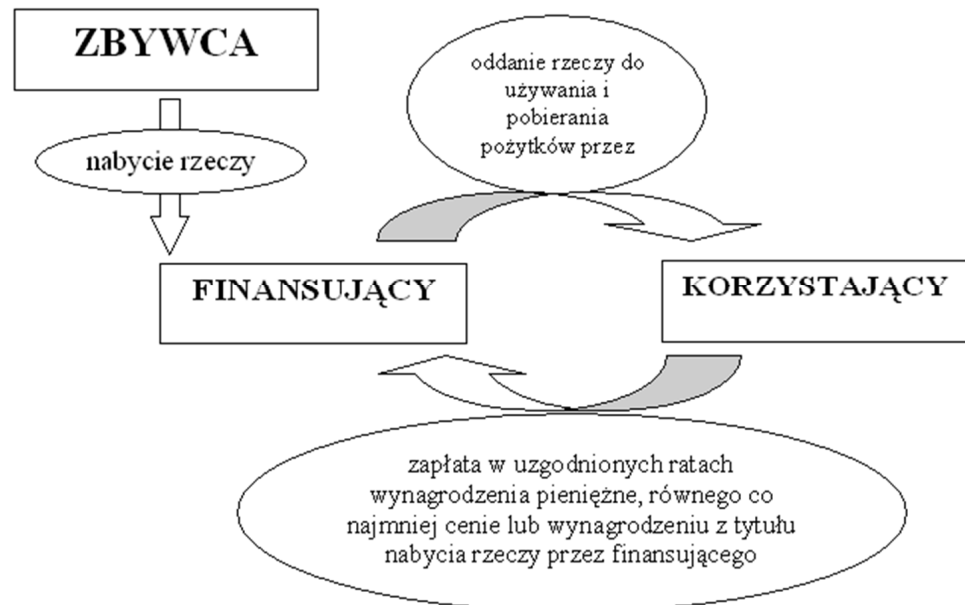 ZBYWCA
nabycie rzeczy
oddanie rzeczy do
używania i
pobierania
pożytków przez
FINANSUJĄCY
KORZYSTAJĄCY
zapłata w uzgodnionych ratach
wynagrodzenia pieniężne, równego co
najmniej cenie lub wynagrodzeniu z tytułu
nabycia rzeczy przez finansującego